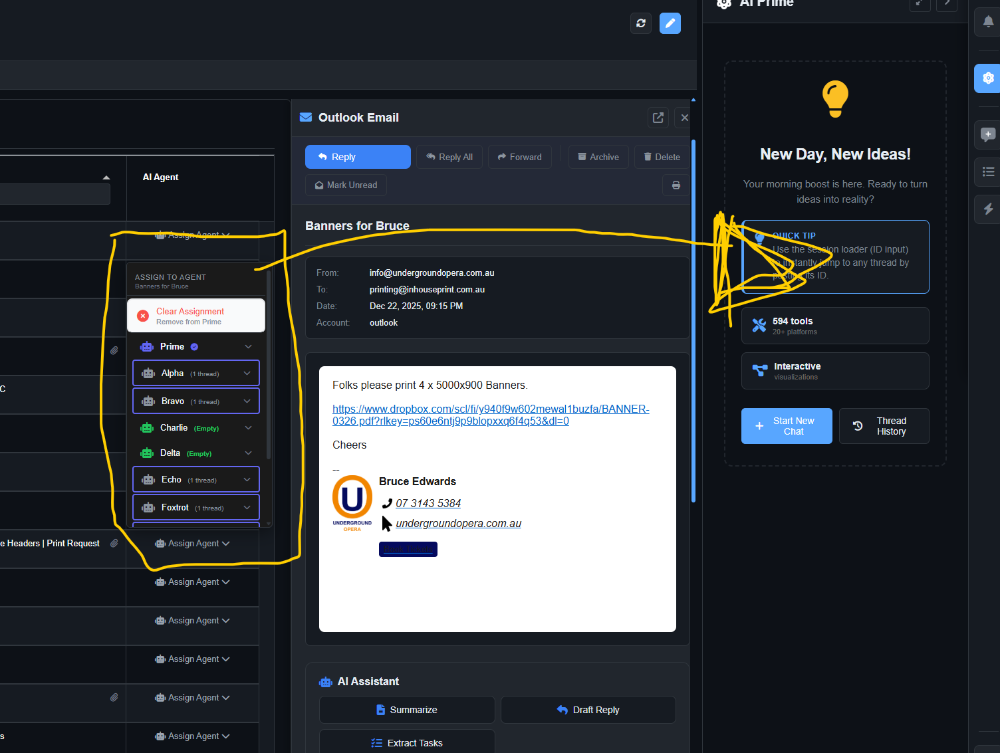 AI Prime
Outlook Email
Reply
Reply All
Forward
Archive
Delete
Mark Unread
AI Agent
Assign Agent
ASSIGN TO AGENT
Banners for Bruce
Clear Assignment
Remove from Prime
Prime
Alpha (1 thread)
Bravo (1 thread)
Charlie (Empty)
Delta (Empty)
Echo (1 thread)
Foxtrot (1 thread)
C
e Headers | Print Request
Assign Agent
Assign Agent
Assign Agent
Assign Agent
Assign Agent
s
Assign Agent
Banners for Bruce
From: info@undergroundopera.com.au
To: printing@inhouseprint.com.au
Date: Dec 22, 2025, 09:15 PM
Account: outlook
Folks please print 4 x 5000x900 Banners.
https://www.dropbox.com/scl/fi/y940f9w602mewal1buzfa/BANNER-
0326.pdf?rlkey=ps60e6ntj9p9blopxxq6f4q53&dl=0
Cheers
--
U
UNDERGROUND
OPERA
Bruce Edwards
07 3143 5384
undergroundopera.com.au
Book Tickets
AI Assistant
Summarize
Draft Reply
Extract Tasks
New Day, New Ideas!
Your morning boost is here. Ready to turn
ideas into reality?
QUICK TIP
Use the session loader (ID input)
to instantly jump to any thread by
pasting its ID.
594 tools
20+ platforms
Interactive
visualizations
Start New
Chat
Thread
History